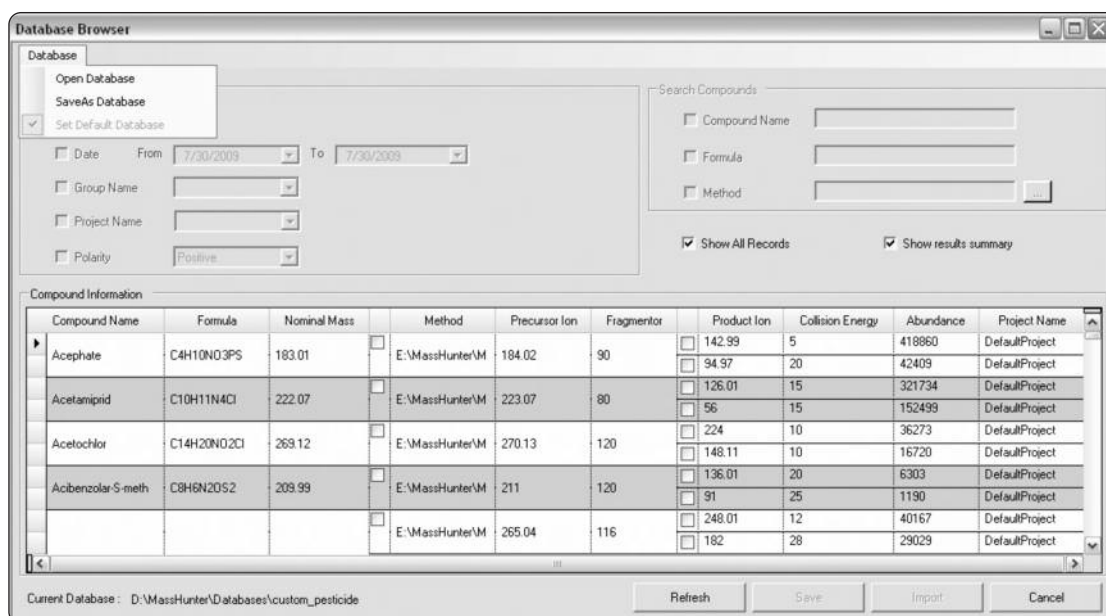 Database Browser
Database
Open Database
SaveAs Database
Set Default Database
Search Compounds
Compound Name
Formula
Method
...
Date From 7/30/2009 To 7/30/2009
Group Name
Project Name
Polarity Positive
Show All Records Show results summary
Compound Information
Compound Name Formula Nominal Mass Method Precursor Ion Fragmentor Product Ion Collision Energy Abundance Project Name
Acephate C4H10NO3PS 183.01 E:\MassHunter\M 184.02 90 142.99 5 418860 DefaultProject
94.97 20 42409 DefaultProject
Acetamiprid C10H11N4Cl 222.07 E:\MassHunter\M 223.07 80 126.01 15 321734 DefaultProject
56 15 152499 DefaultProject
Acetochlor C14H20NO2Cl 269.12 E:\MassHunter\M 270.13 120 224 10 36273 DefaultProject
148.11 10 16720 DefaultProject
Acibenzolar-S-meth C8H6N2OS2 209.99 E:\MassHunter\M 211 120 136.01 20 6303 DefaultProject
91 25 1190 DefaultProject
E:\MassHunter\M 265.04 116 248.01 12 40167 DefaultProject
182 28 29029 DefaultProject
Current Database : D:\MassHunter\Databases\custom_pesticide
Refresh Save Import Cancel